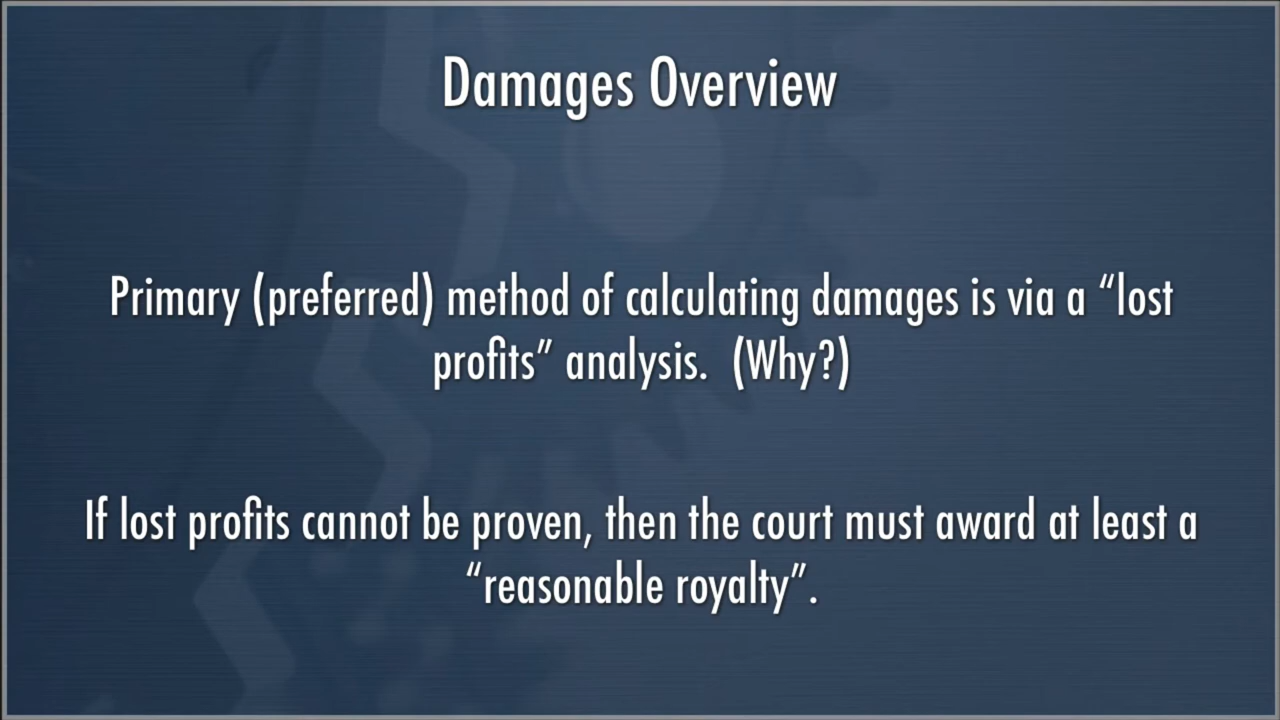 Damages Overview
Primary (preferred) method of calculating damages is via a “lost
profits” analysis.  (Why?)
If lost profits cannot be proven, then the court must award at least a
“reasonable royalty”.